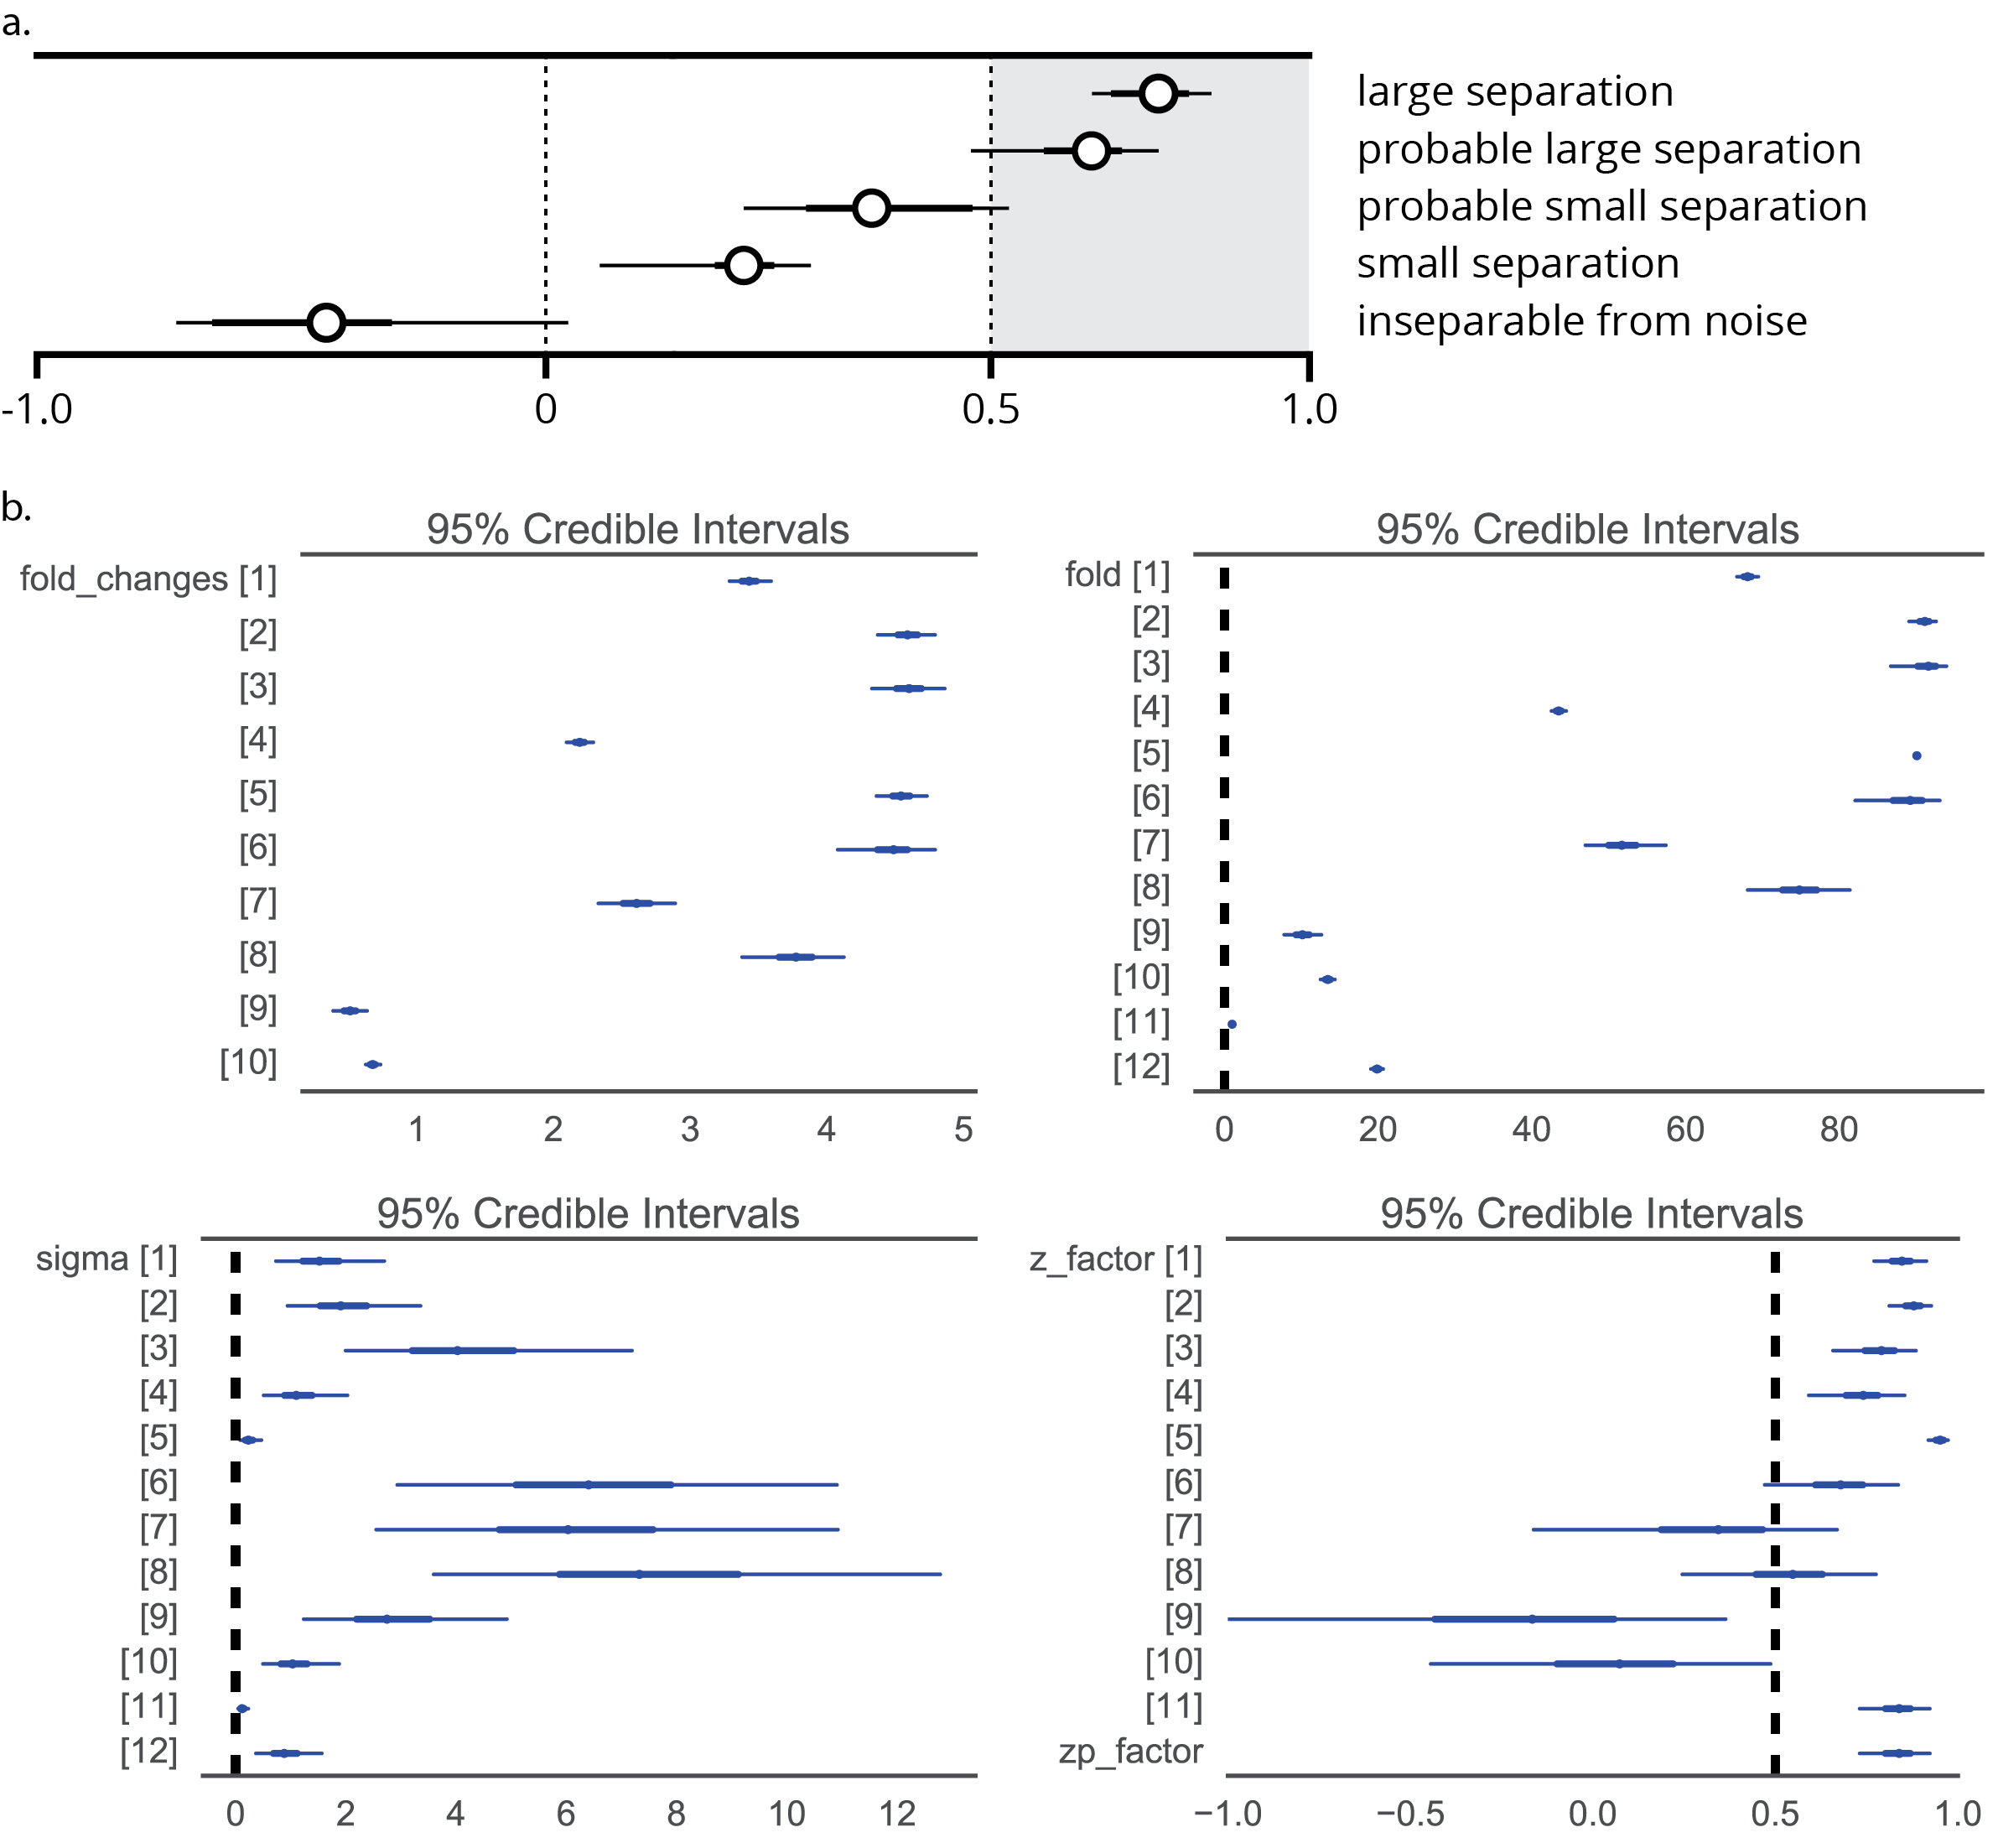 a.
large separation
probable large separation
probable small separation
small separation
inseparable from noise
-1.0 0 0.5 1.0
b.
95% Credible Intervals
fold_changes [1]
[2]
[3]
[4]
[5]
[6]
[7]
[8]
[9]
[10]
1 2 3 4 5
95% Credible Intervals
fold [1]
[2]
[3]
[4]
[5]
[6]
[7]
[8]
[9]
[10]
[11]
[12]
0 20 40 60 80
95% Credible Intervals
sigma [1]
[2]
[3]
[4]
[5]
[6]
[7]
[8]
[9]
[10]
[11]
[12]
0 2 4 6 8 10 12
95% Credible Intervals
z_factor [1]
[2]
[3]
[4]
[5]
[6]
[7]
[8]
[9]
[10]
[11]
zp_factor
−1.0 −0.5 0.0 0.5 1.0